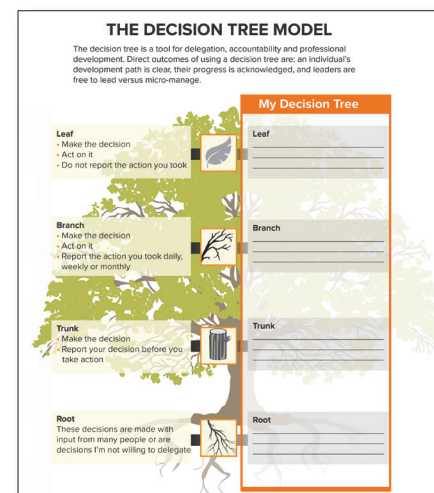 THE DECISION TREE MODEL
The decision tree is a tool for delegation, accountability and professional
development. Direct outcomes of using a decision tree are: an individual's
development path is clear, their progress is acknowledged, and leaders are
free to lead versus micro-manage.
My Decision Tree
Leaf
• Make the decision
• Act on it
• Do not report the action you took
Leaf
Branch
• Make the decision
• Act on it
• Report the action you took daily,
weekly or monthly
Branch
Trunk
• Make the decision
• Report your decision before you
take action
Trunk
Root
These decisions are made with
input from many people or are
decisions I'm not willing to delegate
Root